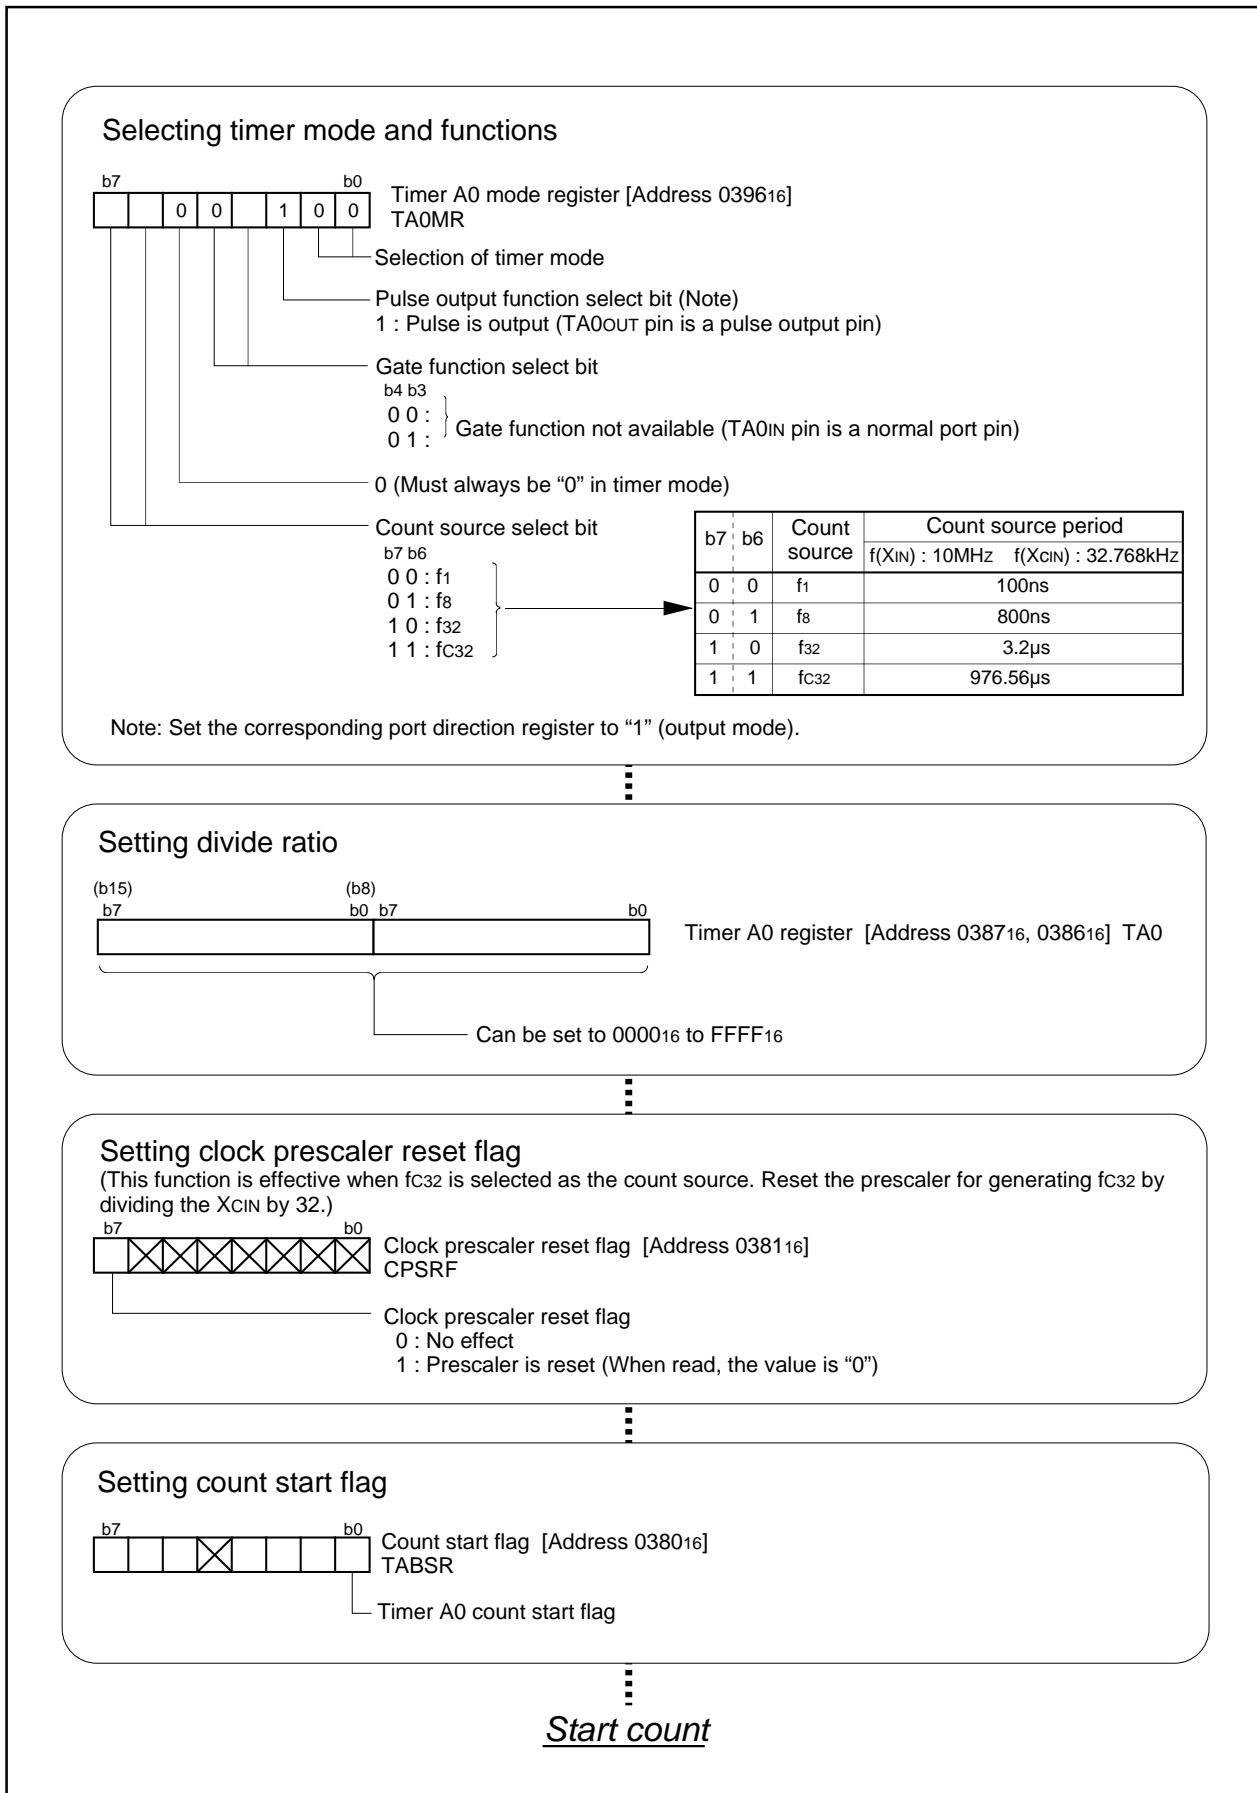 Selecting timer mode and functions
b7 b0
0 0 1 0 0
Timer A0 mode register [Address 039616]
TA0MR
Selection of timer mode
Pulse output function select bit (Note)
1 : Pulse is output (TA0OUT pin is a pulse output pin)
Gate function select bit
b4 b3
0 0 :
0 1 :
Gate function not available (TA0IN pin is a normal port pin)
0 (Must always be “0” in timer mode)
Count source select bit
b7 b6
0 0 : f1
0 1 : f8
1 0 : f32
1 1 : fC32
b7 b6 Count source Count source period
f(XIN) : 10MHz f(XCIN) : 32.768kHz
0 0 f1 100ns
0 1 f8 800ns
1 0 f32 3.2µs
1 1 fC32 976.56µs
Note: Set the corresponding port direction register to “1” (output mode).
Setting divide ratio
(b15) (b8)
b7 b0 b7 b0
Timer A0 register [Address 038716, 038616] TA0
Can be set to 000016 to FFFF16
Setting clock prescaler reset flag
(This function is effective when fC32 is selected as the count source. Reset the prescaler for generating fC32 by
dividing the XCIN by 32.)
b7 b0
Clock prescaler reset flag [Address 038116]
CPSRF
Clock prescaler reset flag
0 : No effect
1 : Prescaler is reset (When read, the value is “0”)
Setting count start flag
b7 b0
Count start flag [Address 038016]
TABSR
Timer A0 count start flag
Start count